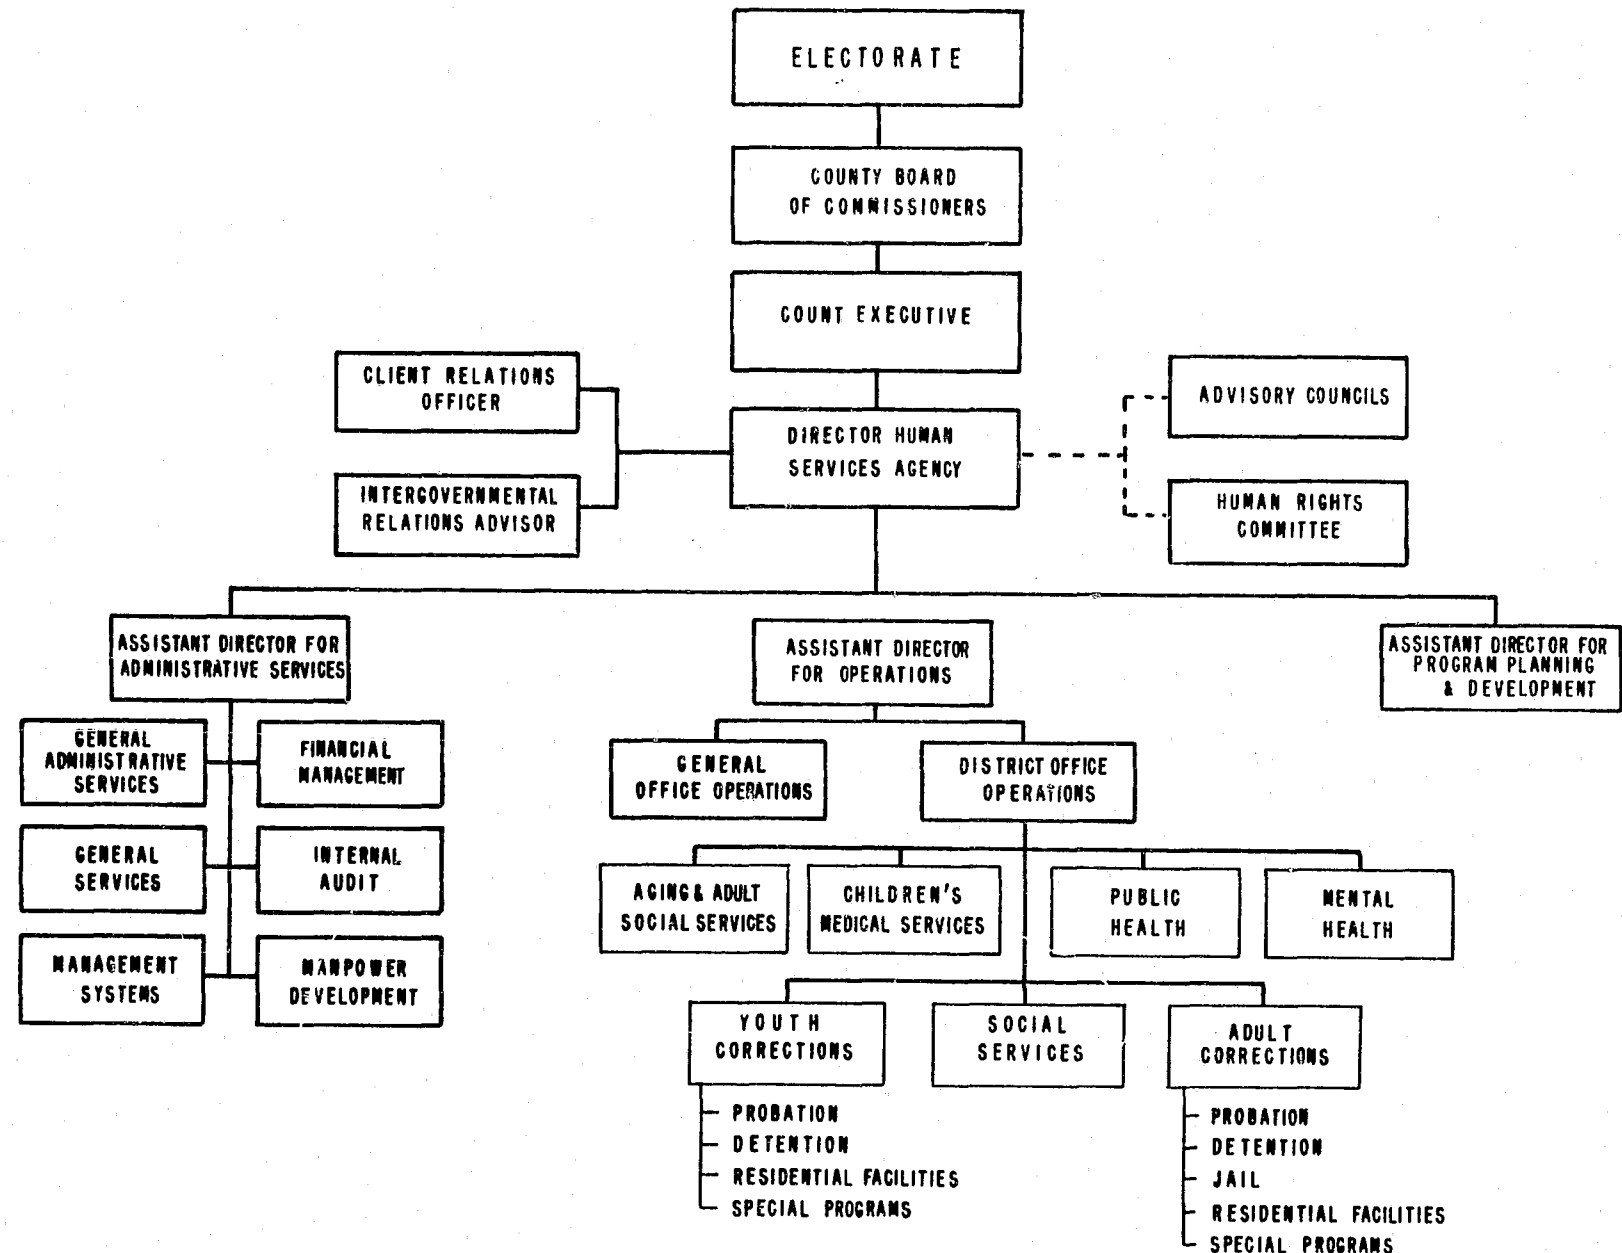 ELECTORATE
COUNTY BOARD
OF COMMISSIONERS
COUNT EXECUTIVE
CLIENT RELATIONS
OFFICER
INTERGOVERNMENTAL
RELATIONS ADVISOR
DIRECTOR HUMAN
SERVICES AGENCY
ADVISORY COUNCILS
HUMAN RIGHTS
COMMITTEE
ASSISTANT DIRECTOR FOR
ADMINISTRATIVE SERVICES
ASSISTANT DIRECTOR
FOR OPERATIONS
ASSISTANT DIRECTOR FOR
PROGRAM PLANNING
& DEVELOPMENT
GENERAL
ADMINISTRATIVE
SERVICES
FINANCIAL
MANAGEMENT
GENERAL
SERVICES
INTERNAL
AUDIT
MANAGEMENT
SYSTEMS
MANPOWER
DEVELOPMENT
GENERAL
OFFICE OPERATIONS
DISTRICT OFFICE
OPERATIONS
AGING & ADULT
SOCIAL SERVICES
CHILDREN'S
MEDICAL SERVICES
PUBLIC
HEALTH
MENTAL
HEALTH
YOUTH
CORRECTIONS
SOCIAL
SERVICES
ADULT
CORRECTIONS
PROBATION
DETENTION
RESIDENTIAL FACILITIES
SPECIAL PROGRAMS
PROBATION
DETENTION
JAIL
RESIDENTIAL FACILITIES
SPECIAL PROGRAMS